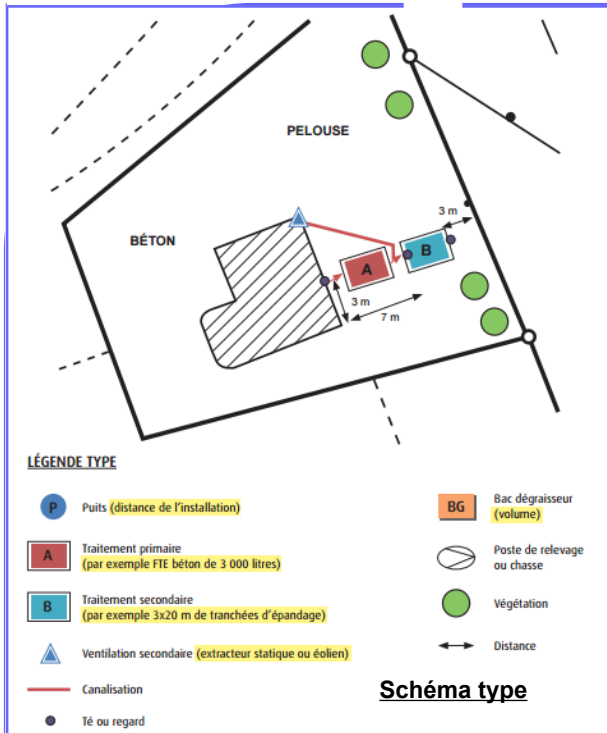 PELOUSE
3 m
BÉTON
B
A
3 m
7 m
LÉGENDE TYPE
P
Puits (distance de l'installation)
A
Traitement primaire
(par exemple FTE béton de 3 000 litres)
B
Traitement secondaire
(par exemple 3x20 m de tranchées d'épandage)
Ventilation secondaire (extracteur statique ou éolien)
Canalisation
Té ou regard
BG
Bac dégraisseur
(volume)
Poste de relevage
ou chasse
Végétation
Distance
Schéma type